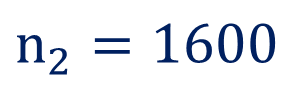 n₂ = 1600